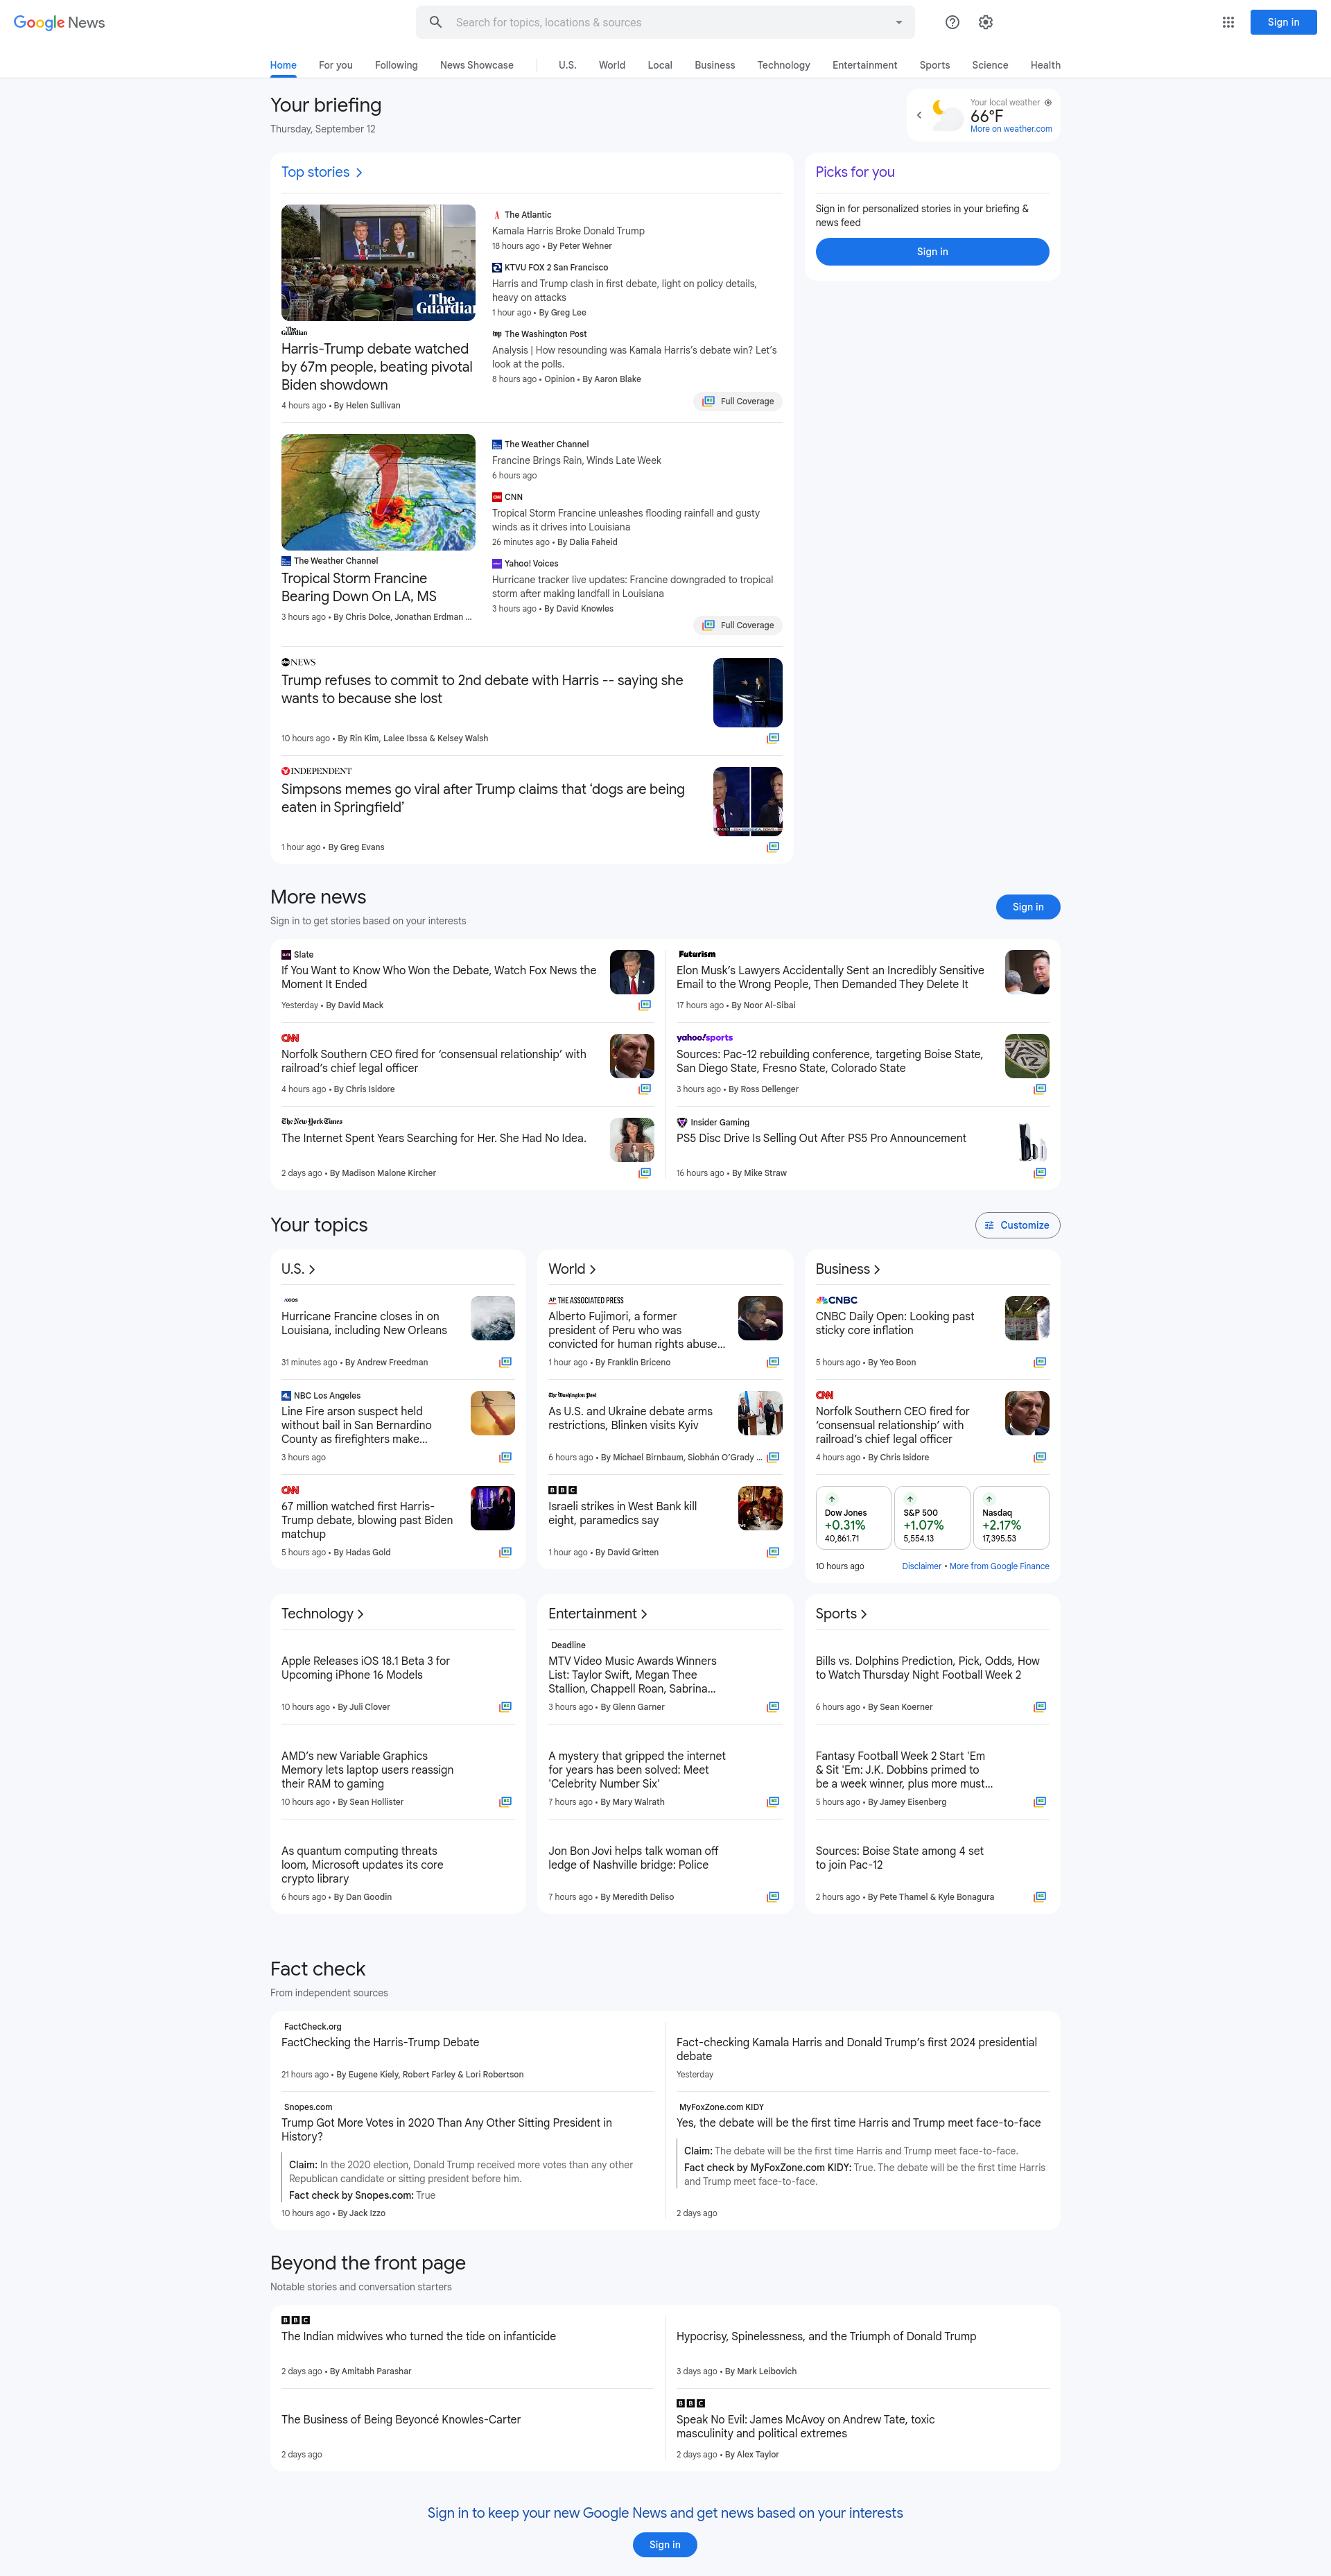 Google News
Search for topics, locations & sources
Sign in
Home
For you
Following
News Showcase
U.S.
World
Local
Business
Technology
Entertainment
Sports
Science
Health
Your briefing
Thursday, September 12
Your local weather
66°F
More on weather.com
Top stories
The Guardian
The Guardian
Harris-Trump debate watched
by 67m people, beating pivotal
Biden showdown
4 hours ago • By Helen Sullivan
The Atlantic
Kamala Harris Broke Donald Trump
18 hours ago • By Peter Wehner
KTVU FOX 2 San Francisco
Harris and Trump clash in first debate, light on policy details,
heavy on attacks
1 hour ago • By Greg Lee
The Washington Post
Analysis | How resounding was Kamala Harris's debate win? Let's
look at the polls.
8 hours ago • Opinion • By Aaron Blake
Full Coverage
Picks for you
Sign in for personalized stories in your briefing &
news feed
Sign in
The Weather Channel
Tropical Storm Francine
Bearing Down On LA, MS
3 hours ago • By Chris Dolce, Jonathan Erdman ...
The Weather Channel
Francine Brings Rain, Winds Late Week
6 hours ago
CNN
Tropical Storm Francine unleashes flooding rainfall and gusty
winds as it drives into Louisiana
26 minutes ago • By Dalia Faheid
Yahoo! Voices
Hurricane tracker live updates: Francine downgraded to tropical
storm after making landfall in Louisiana
3 hours ago • By David Knowles
Full Coverage
abc NEWS
Trump refuses to commit to 2nd debate with Harris -- saying she
wants to because she lost
10 hours ago • By Rin Kim, Lalee Ibssa & Kelsey Walsh
INDEPENDENT
Simpsons memes go viral after Trump claims that ‘dogs are being
eaten in Springfield’
1 hour ago • By Greg Evans
More news
Sign in to get stories based on your interests
Sign in
Slate
If You Want to Know Who Won the Debate, Watch Fox News the
Moment It Ended
Yesterday • By David Mack
Futurism
Elon Musk's Lawyers Accidentally Sent an Incredibly Sensitive
Email to the Wrong People, Then Demanded They Delete It
17 hours ago • By Noor Al-Sibai
CNN
Norfolk Southern CEO fired for ‘consensual relationship’ with
railroad's chief legal officer
4 hours ago • By Chris Isidore
yahoo!sports
Sources: Pac-12 rebuilding conference, targeting Boise State,
San Diego State, Fresno State, Colorado State
3 hours ago • By Ross Dellenger
The New York Times
The Internet Spent Years Searching for Her. She Had No Idea.
2 days ago • By Madison Malone Kircher
Insider Gaming
PS5 Disc Drive Is Selling Out After PS5 Pro Announcement
16 hours ago • By Mike Straw
Your topics
Customize
U.S.
AXIOS
Hurricane Francine closes in on
Louisiana, including New Orleans
31 minutes ago • By Andrew Freedman
NBC Los Angeles
Line Fire arson suspect held
without bail in San Bernardino
County as firefighters make...
3 hours ago
CNN
67 million watched first Harris-
Trump debate, blowing past Biden
matchup
5 hours ago • By Hadas Gold
World
AP THE ASSOCIATED PRESS
Alberto Fujimori, a former
president of Peru who was
convicted for human rights abuse...
1 hour ago • By Franklin Briceno
The Washington Post
As U.S. and Ukraine debate arms
restrictions, Blinken visits Kyiv
6 hours ago • By Michael Birnbaum, Siobhán O'Grady ...
BBC
Israeli strikes in West Bank kill
eight, paramedics say
1 hour ago • By David Gritten
Business
CNBC
CNBC Daily Open: Looking past
sticky core inflation
5 hours ago • By Yeo Boon
CNN
Norfolk Southern CEO fired for
‘consensual relationship’ with
railroad's chief legal officer
4 hours ago • By Chris Isidore
Dow Jones
+0.31%
40,861.71
S&P 500
+1.07%
5,554.13
Nasdaq
+2.17%
17,395.53
10 hours ago
Disclaimer • More from Google Finance
Technology
Apple Releases iOS 18.1 Beta 3 for
Upcoming iPhone 16 Models
10 hours ago • By Juli Clover
AMD's new Variable Graphics
Memory lets laptop users reassign
their RAM to gaming
10 hours ago • By Sean Hollister
As quantum computing threats
loom, Microsoft updates its core
crypto library
6 hours ago • By Dan Goodin
Entertainment
Deadline
MTV Video Music Awards Winners
List: Taylor Swift, Megan Thee
Stallion, Chappell Roan, Sabrina...
3 hours ago • By Glenn Garner
A mystery that gripped the internet
for years has been solved: Meet
'Celebrity Number Six'
7 hours ago • By Mary Walrath
Jon Bon Jovi helps talk woman off
ledge of Nashville bridge: Police
7 hours ago • By Meredith Deliso
Sports
Bills vs. Dolphins Prediction, Pick, Odds, How
to Watch Thursday Night Football Week 2
6 hours ago • By Sean Koerner
Fantasy Football Week 2 Start 'Em
& Sit 'Em: J.K. Dobbins primed to
be a week winner, plus more must...
5 hours ago • By Jamey Eisenberg
Sources: Boise State among 4 set
to join Pac-12
2 hours ago • By Pete Thamel & Kyle Bonagura
Fact check
From independent sources
FactCheck.org
FactChecking the Harris-Trump Debate
21 hours ago • By Eugene Kiely, Robert Farley & Lori Robertson
Fact-checking Kamala Harris and Donald Trump's first 2024 presidential
debate
Yesterday
Snopes.com
Trump Got More Votes in 2020 Than Any Other Sitting President in
History?
Claim: In the 2020 election, Donald Trump received more votes than any other
Republican candidate or sitting president before him.
Fact check by Snopes.com: True
10 hours ago • By Jack Izzo
MyFoxZone.com KIDY
Yes, the debate will be the first time Harris and Trump meet face-to-face
Claim: The debate will be the first time Harris and Trump meet face-to-face.
Fact check by MyFoxZone.com KIDY: True. The debate will be the first time Harris
and Trump meet face-to-face.
2 days ago
Beyond the front page
Notable stories and conversation starters
BBC
The Indian midwives who turned the tide on infanticide
2 days ago • By Amitabh Parashar
Hypocrisy, Spinelessness, and the Triumph of Donald Trump
3 days ago • By Mark Leibovich
The Business of Being Beyoncé Knowles-Carter
2 days ago
BBC
Speak No Evil: James McAvoy on Andrew Tate, toxic
masculinity and political extremes
2 days ago • By Alex Taylor
Sign in to keep your new Google News and get news based on your interests
Sign in